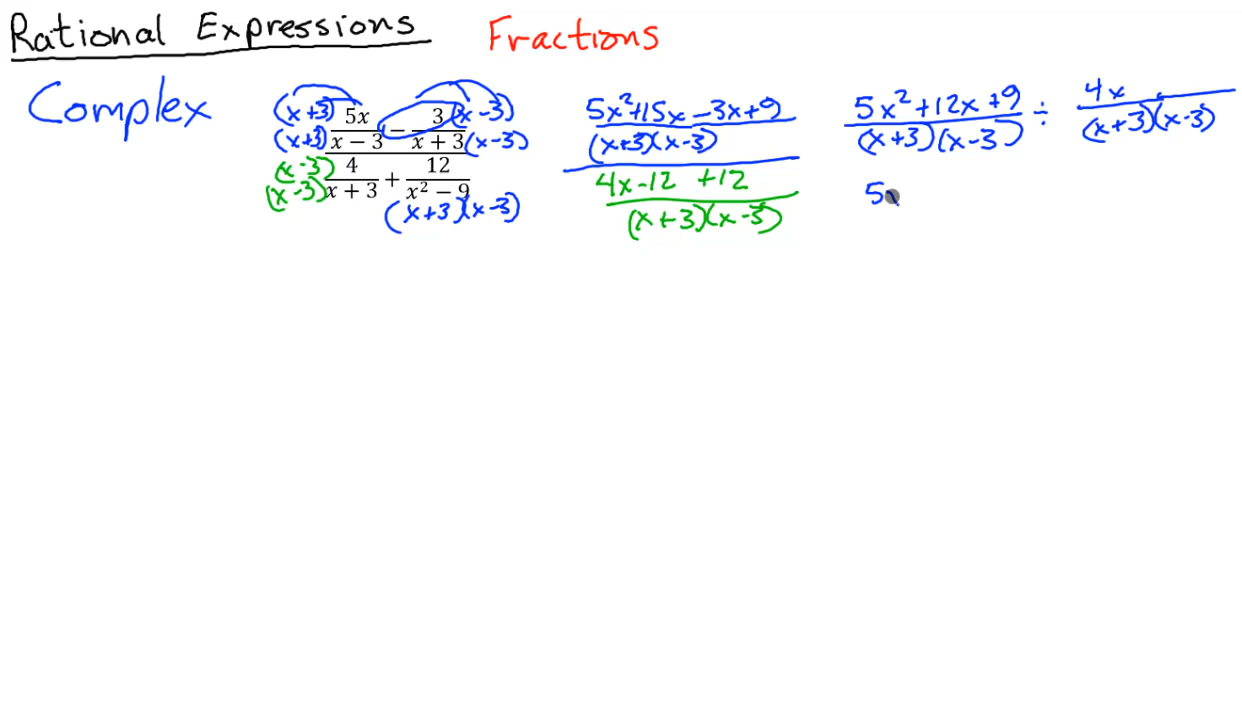 Rational Expressions Fractions
Complex
(x+3) 5x 3 (x-3)
(x+3) x − 3 − x + 3 (x-3)
(x-3) 4 12
(x-3) x + 3 + x² − 9
(x+3)(x-3)
5x²+15x -3x+9
(x+3)(x-3)
4x-12 +12
(x+3)(x-3)
5x²+12x+9 ÷ 4x
(x+3)(x-3) (x+3)(x-3)
5x